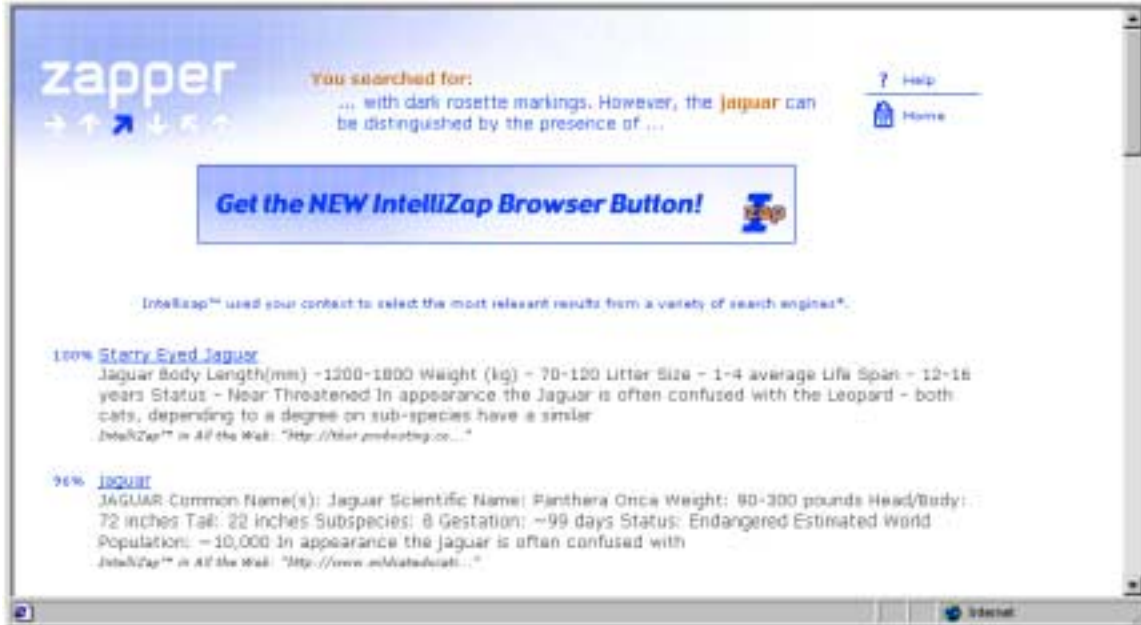 zapper
You searched for:
... with dark rosette markings. However, the jaguar can
be distinguished by the presence of ...
? Help
Home
Get the NEW IntelliZap Browser Button!
I zap
Intellizap™ used your context to select the most relevant results from a variety of search engines*.
100% Starry Eyed Jaguar
Jaguar Body Length(mm) -1200-1800 Weight (kg) - 70-120 Litter Size - 1-4 average Life Span - 12-16
years Status - Near Threatened In appearance the Jaguar is often confused with the Leopard - both
cats, depending to a degree on sub-species have a similar
IntelliZap™ in All the Web: "http://
96% jaguar
JAGUAR Common Name(s): Jaguar Scientific Name: Panthera Onca Weight: 90-300 pounds Head/Body:
72 inches Tail: 22 inches Subspecies: 8 Gestation: ~99 days Status: Endangered Estimated World
Population: ~10,000 In appearance the jaguar is often confused with
IntelliZap™ in All the Web: "http://www.
Internet